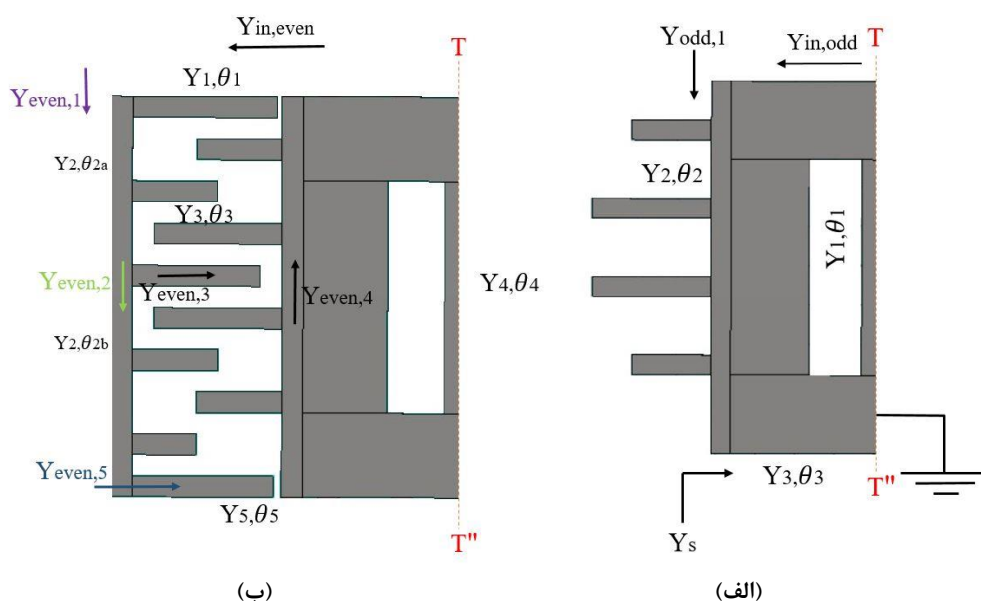 Yin,even
T
Y1,θ1
Yeven,1
Y2,θ2a
Y3,θ3
Yeven,2
Yeven,3
Yeven,4
Y4,θ4
Y2,θ2b
Yeven,5
Y5,θ5
T"
(ب)
Yodd,1
Yin,odd
T
Y2,θ2
Y1,θ1
Y3,θ3
T"
Ys
(الف)